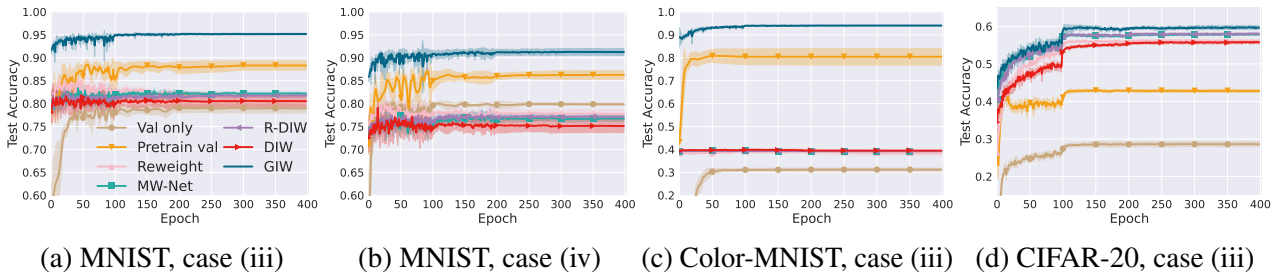 Test Accuracy
1.00
0.95
0.90
0.85
0.80
0.75
0.70
0.65
0.60
0 50 100 150 200 250 300 350 400
Epoch
Val only
Pretrain val
Reweight
MW-Net
R-DIW
DIW
GIW
(a) MNIST, case (iii)
Test Accuracy
1.00
0.95
0.90
0.85
0.80
0.75
0.70
0.65
0.60
0 50 100 150 200 250 300 350 400
Epoch
(b) MNIST, case (iv)
Test Accuracy
1.0
0.9
0.8
0.7
0.6
0.5
0.4
0.3
0.2
0 50 100 150 200 250 300 350 400
Epoch
(c) Color-MNIST, case (iii)
Test Accuracy
0.6
0.5
0.4
0.3
0.2
0 50 100 150 200 250 300 350 400
Epoch
(d) CIFAR-20, case (iii)